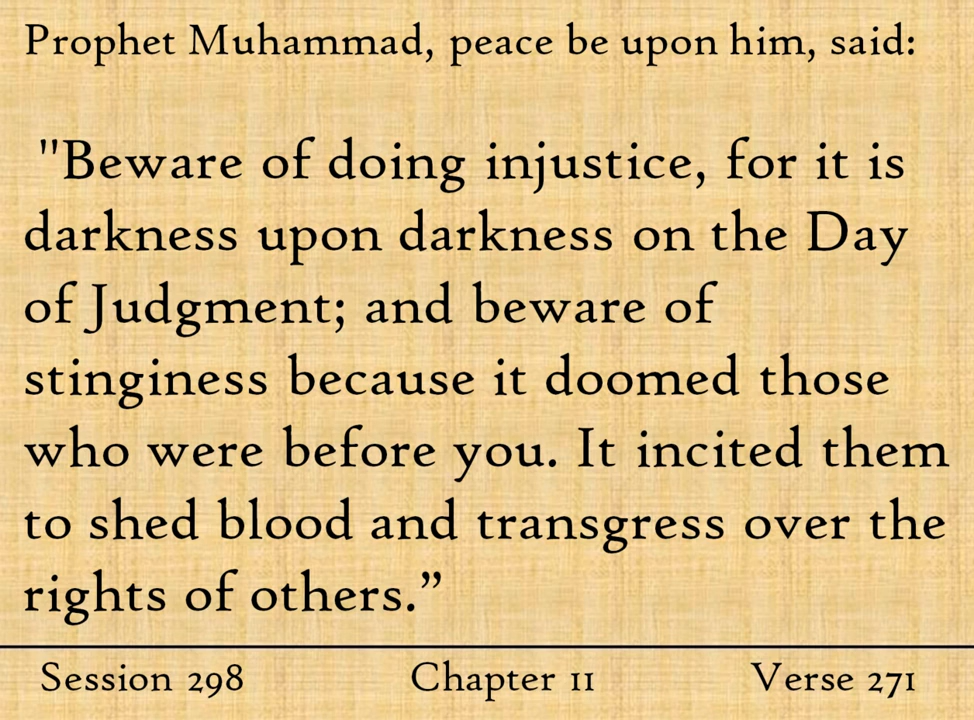 Prophet Muhammad, peace be upon him, said:
"Beware of doing injustice, for it is
darkness upon darkness on the Day
of Judgment; and beware of
stinginess because it doomed those
who were before you. It incited them
to shed blood and transgress over the
rights of others.”
Session 298 Chapter 11 Verse 271